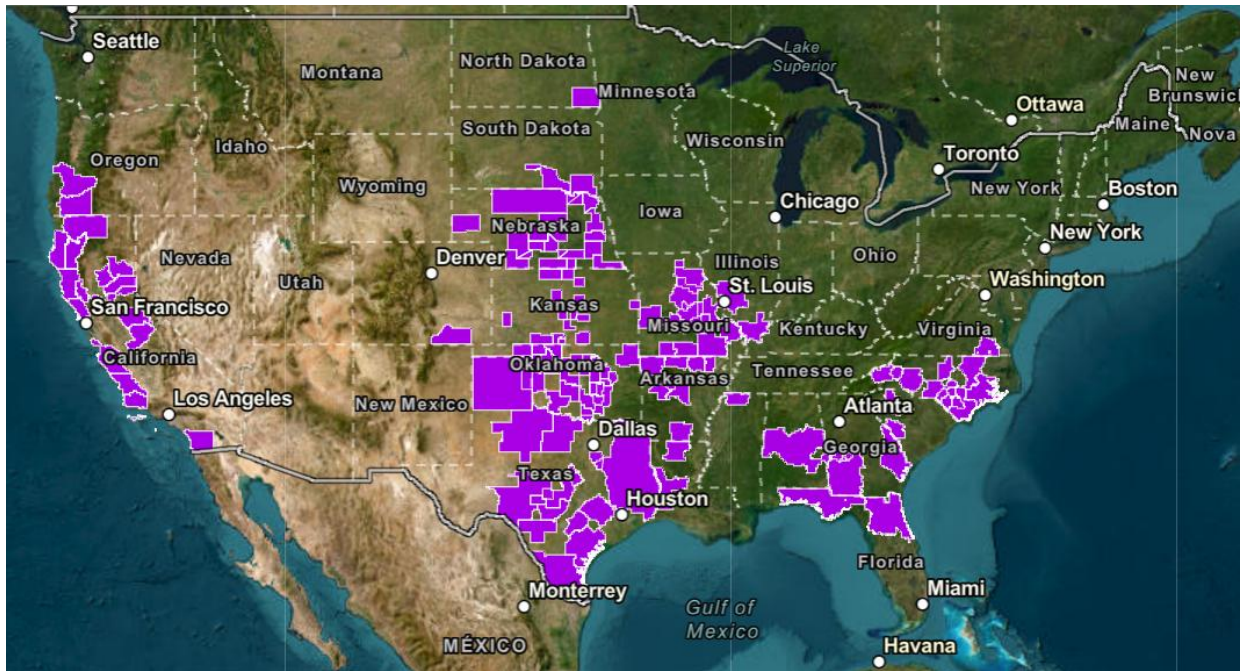 Seattle
Montana
North Dakota
Minnesota
Lake
Superior
New
Brunswick
Ottawa
Maine
Nova
Oregon
Idaho
South Dakota
Wisconsin
Toronto
Wyoming
New York
Boston
Chicago
Iowa
Nebraska
New York
Nevada
Utah
Denver
Illinois
Ohio
Washington
San Francisco
Kansas
St. Louis
Missouri
Kentucky
Virginia
California
Oklahoma
Arkansas
Tennessee
Los Angeles
New Mexico
Atlanta
Dallas
Georgia
Texas
Houston
Florida
Monterrey
Miami
Gulf of
Mexico
MÉXICO
Havana